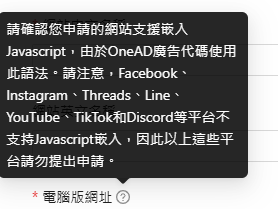 請確認您申請的網站支援嵌入
Javascript，由於OneAD廣告代碼使用
此語法。請注意，Facebook、
Instagram、Threads、Line、
YouTube、TikTok和Discord等平台不
支持Javascript嵌入，因此以上這些平
台請勿提出申請。
* 電腦版網址 ?